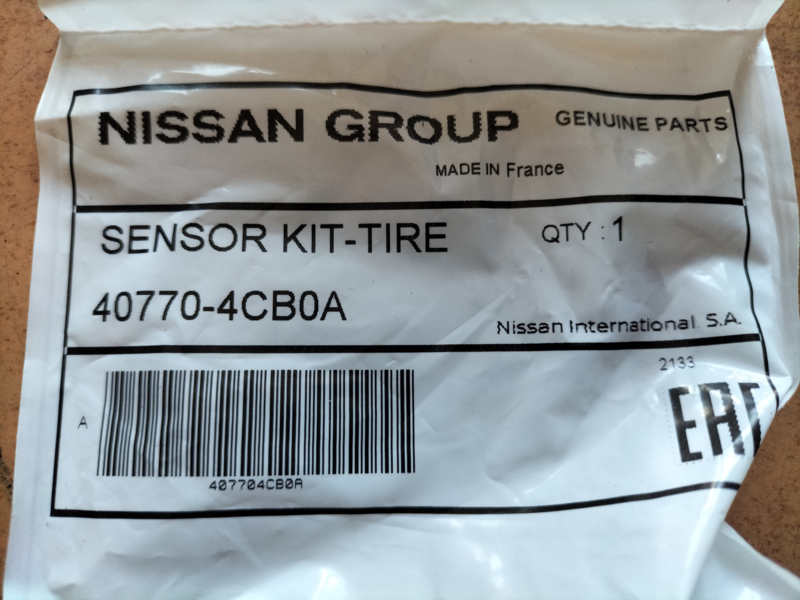 NISSAN GROUP GENUINE PARTS
MADE IN France
SENSOR KIT-TIRE QTY : 1
40770-4CB0A
Nissan International S.A.
2133
A
EAC
407704CB0A